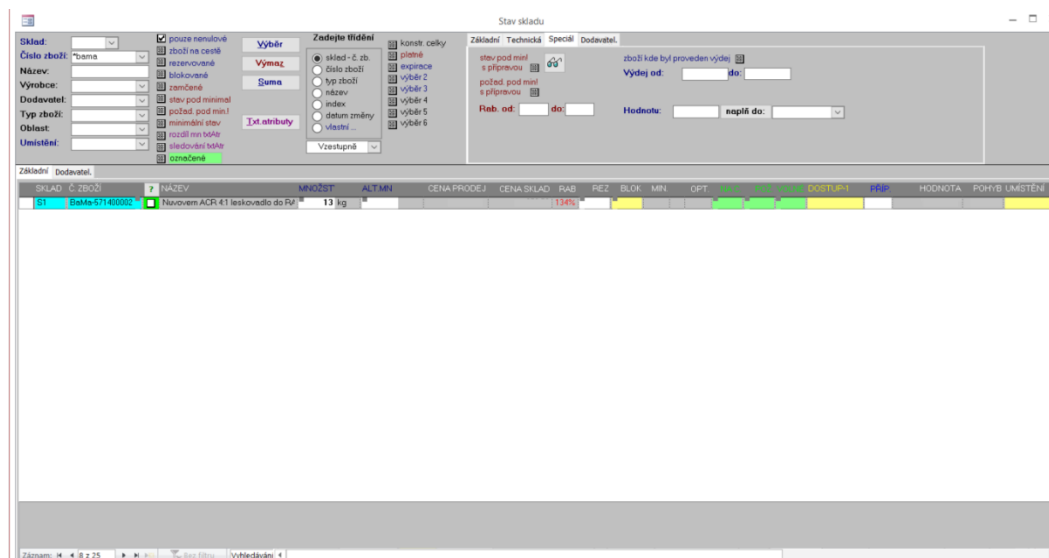 Stav skladu
Sklad:
Číslo zboží: *bama
Název:
Výrobce:
Dodavatel:
Typ zboží:
Oblast:
Umístění:
pouze nenulové
zboží na cestě
rezervované
blokované
zamčené
stav pod minimal
požad. pod min.!
minimální stav
rozdíl mn txtAtr
sledování txtAtr
označené
Výběr
Výmaz
Suma
Txt.atributy
Zadejte třídění
sklad - č. zb.
číslo zboží
typ zboží
název
index
datum změny
vlastní ...
Vzestupně
konstr. celky
platné
expirace
výběr 2
výběr 3
výběr 4
výběr 5
výběr 6
Základní Technická Speciál Dodavatel.
stav pod min!
s přípravou
požad. pod min!
s přípravou
Rab. od: do:
zboží kde byl proveden výdej
Výdej od: do:
Hodnotu: naplň do:
Základní Dodavatel.
SKLAD Č. ZBOŽÍ ? NÁZEV MNOŽST ALT.MN CENA PRODEJ CENA SKLAD RAB REZ BLOK MIN. OPT. DOSTUP-1 PŘÍP. HODNOTA POHYB UMÍSTĚNÍ
S1 BaMa-571400002 Nuvovern ACR 4:1 leskovadlo do RA 13 kg 134%
Záznam: 8 z 25 Bez filtru Vyhledávání